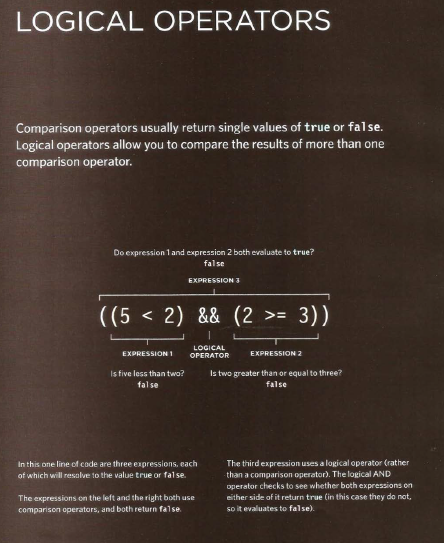 LOGICAL OPERATORS
Comparison operators usually return single values of true or false.
Logical operators allow you to compare the results of more than one
comparison operator.
Do expression 1 and expression 2 both evaluate to true?
false
EXPRESSION 3
((5 < 2) && (2 >= 3))
EXPRESSION 1
LOGICAL
OPERATOR
EXPRESSION 2
Is five less than two?
false
Is two greater than or equal to three?
false
In this one line of code are three expressions, each
of which will resolve to the value true or false.
The expressions on the left and the right both use
comparison operators, and both return false.
The third expression uses a logical operator (rather
than a comparison operator). The logical AND
operator checks to see whether both expressions on
either side of it return true (in this case they do not,
so it evaluates to false).